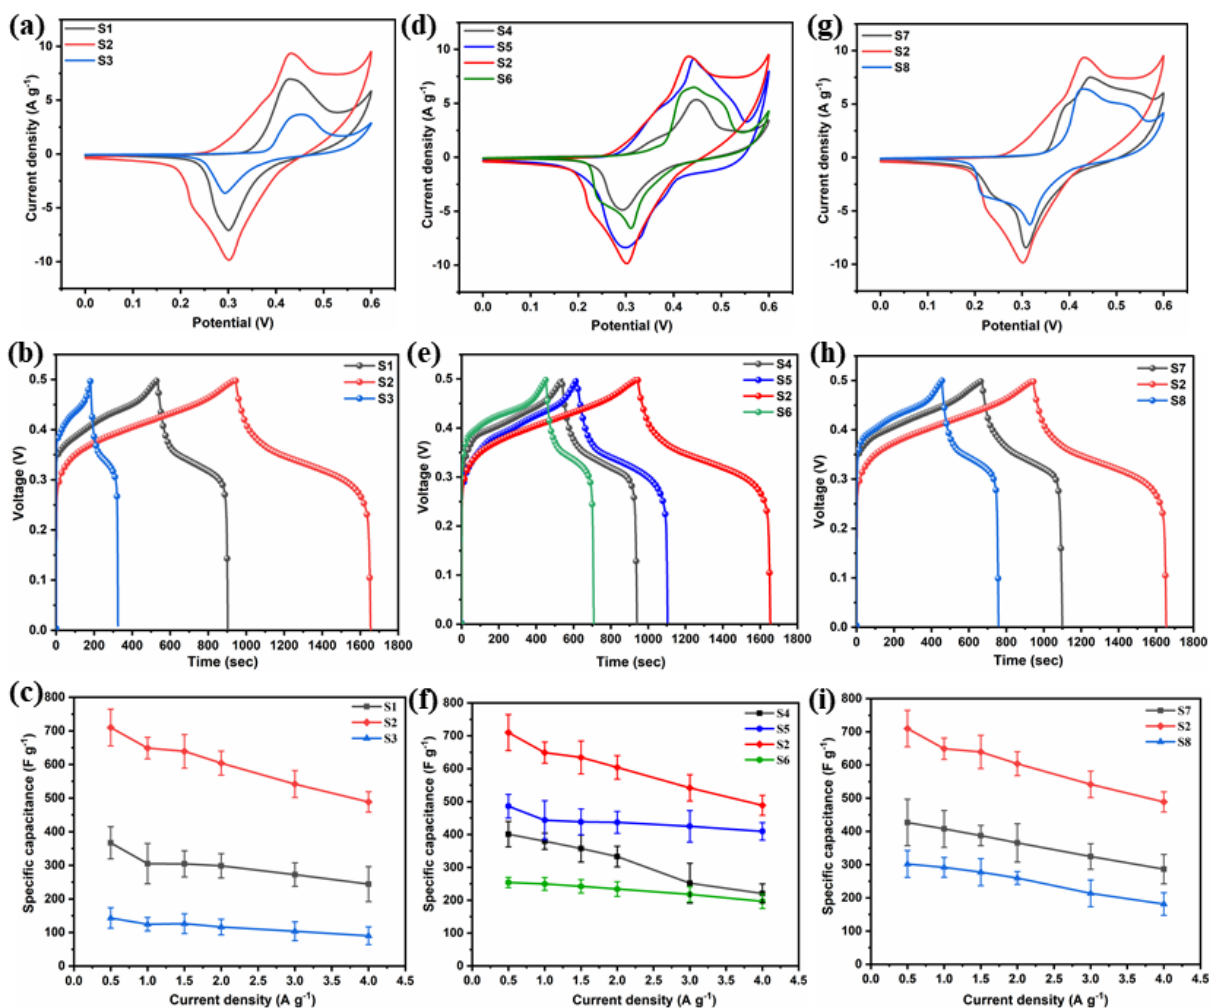 (a)
S1
S2
S3
10
5
0
-5
-10
Current density (A g⁻¹)
0.0 0.1 0.2 0.3 0.4 0.5 0.6
Potential (V)
(d)
S4
S5
S2
S6
10
5
0
-5
-10
Current density (A g⁻¹)
0.0 0.1 0.2 0.3 0.4 0.5 0.6
Potential (V)
(g)
S7
S2
S8
10
5
0
-5
-10
Current density (A g⁻¹)
0.0 0.1 0.2 0.3 0.4 0.5 0.6
Potential (V)
(b)
S1
S2
S3
0.5
0.4
0.3
0.2
0.1
0.0
Voltage (V)
0 200 400 600 800 1000 1200 1400 1600 1800
Time (sec)
(e)
S4
S5
S2
S6
0.5
0.4
0.3
0.2
0.1
0.0
Voltage (V)
0 200 400 600 800 1000 1200 1400 1600 1800
Time (sec)
(h)
S7
S2
S8
0.5
0.4
0.3
0.2
0.1
0.0
Voltage (V)
0 200 400 600 800 1000 1200 1400 1600 1800
Time (sec)
(c)
S1
S2
S3
800
700
600
500
400
300
200
100
0
Specific capacitance (F g⁻¹)
0.0 0.5 1.0 1.5 2.0 2.5 3.0 3.5 4.0 4.5
Current density (A g⁻¹)
(f)
S4
S5
S2
S6
800
700
600
500
400
300
200
100
0
Specific capacitance (F g⁻¹)
0.0 0.5 1.0 1.5 2.0 2.5 3.0 3.5 4.0 4.5
Current density (A g⁻¹)
(i)
S7
S2
S8
800
700
600
500
400
300
200
100
0
Specific capacitance (F g⁻¹)
0.0 0.5 1.0 1.5 2.0 2.5 3.0 3.5 4.0 4.5
Current density (A g⁻¹)